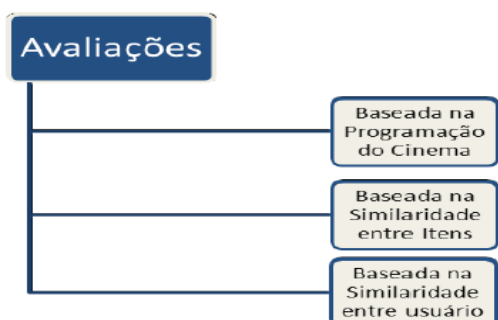 Avaliações
Baseada na
Programação
do Cinema
Baseada na
Similaridade
entre Itens
Baseada na
Similaridade
entre usuário